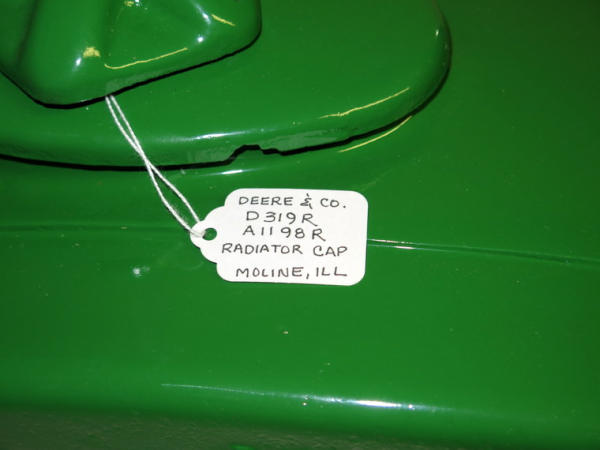 DEERE & CO.
D319R
A1198R
RADIATOR CAP
MOLINE, ILL